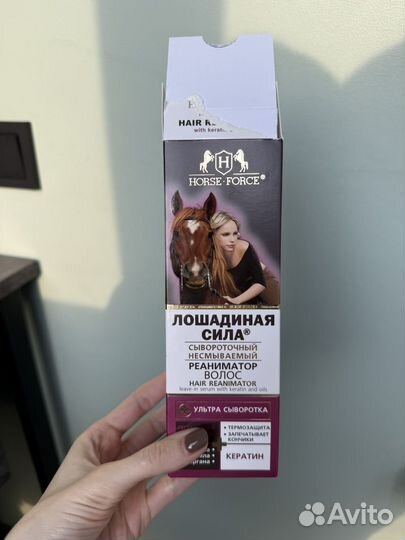 HAIR RE
with keratin
H
HORSE·FORCE®
ЛОШАДИНАЯ
СИЛА®
СЫВОРОТОЧНЫЙ
НЕСМЫВАЕМЫЙ
РЕАНИМАТОР
ВОЛОС
HAIR REANIMATOR
leave-in serum with keratin and oils
УЛЬТРА СЫВОРОТКА
• ТЕРМОЗАЩИТА
• ЗАПЕЧАТЫВАЕТ
КОНЧИКИ
КЕРАТИН
Avito